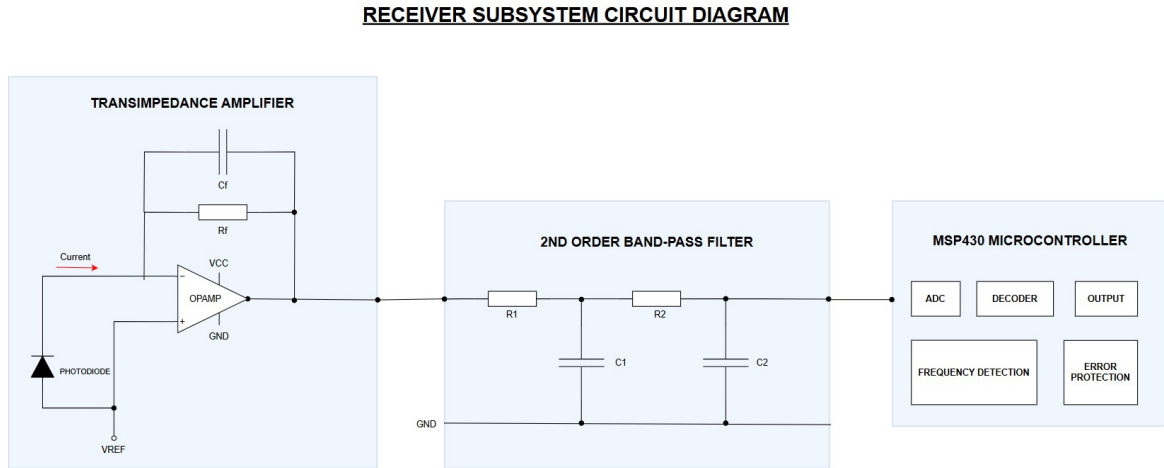 RECEIVER SUBSYSTEM CIRCUIT DIAGRAM
TRANSIMPEDANCE AMPLIFIER
Cf
Rf
Current
VCC
−
OPAMP
+
GND
PHOTODIODE
VREF
2ND ORDER BAND-PASS FILTER
R1
R2
C1
C2
GND
MSP430 MICROCONTROLLER
ADC
DECODER
OUTPUT
FREQUENCY DETECTION
ERROR
PROTECTION